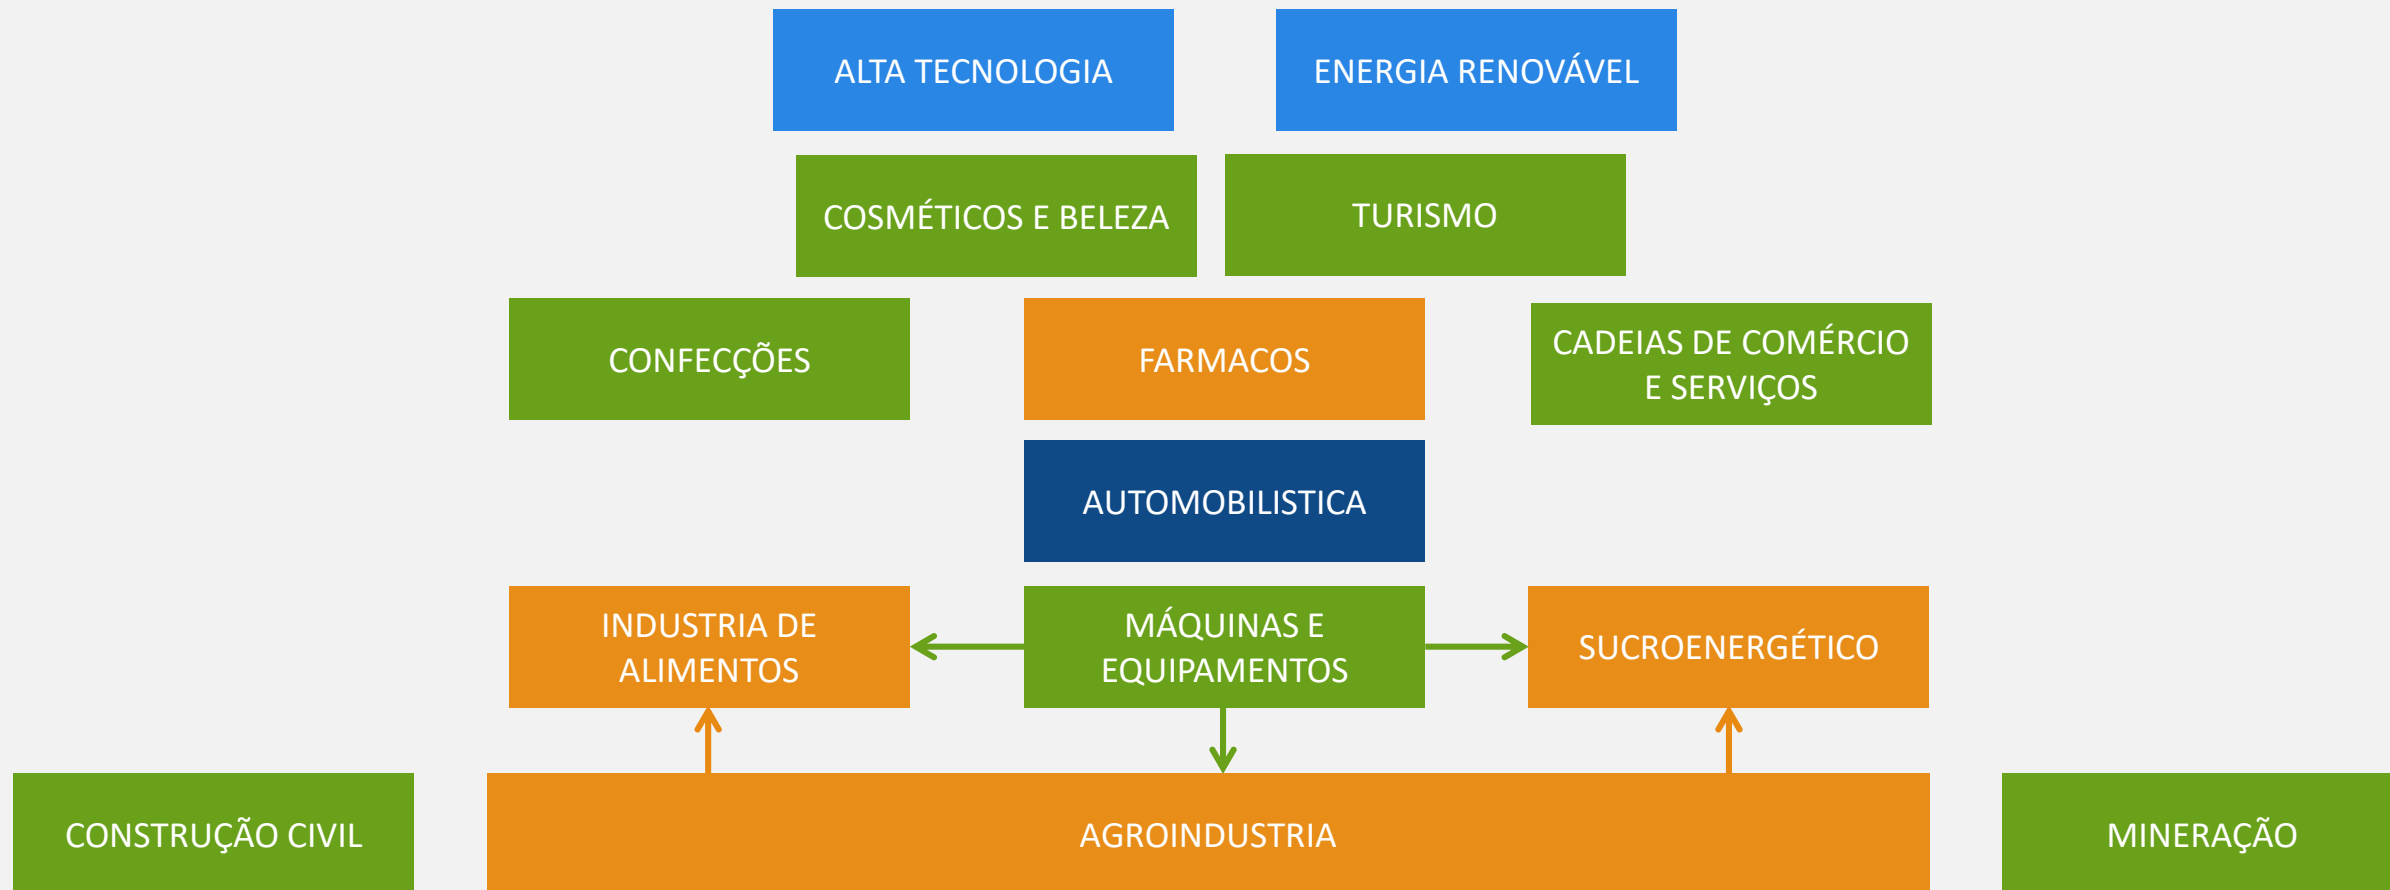 ALTA TECNOLOGIA
ENERGIA RENOVÁVEL
COSMÉTICOS E BELEZA
TURISMO
CONFECÇÕES
FARMACOS
CADEIAS DE COMÉRCIO
E SERVIÇOS
AUTOMOBILISTICA
INDUSTRIA DE
ALIMENTOS
MÁQUINAS E
EQUIPAMENTOS
SUCROENERGÉTICO
CONSTRUÇÃO CIVIL
AGROINDUSTRIA
MINERAÇÃO